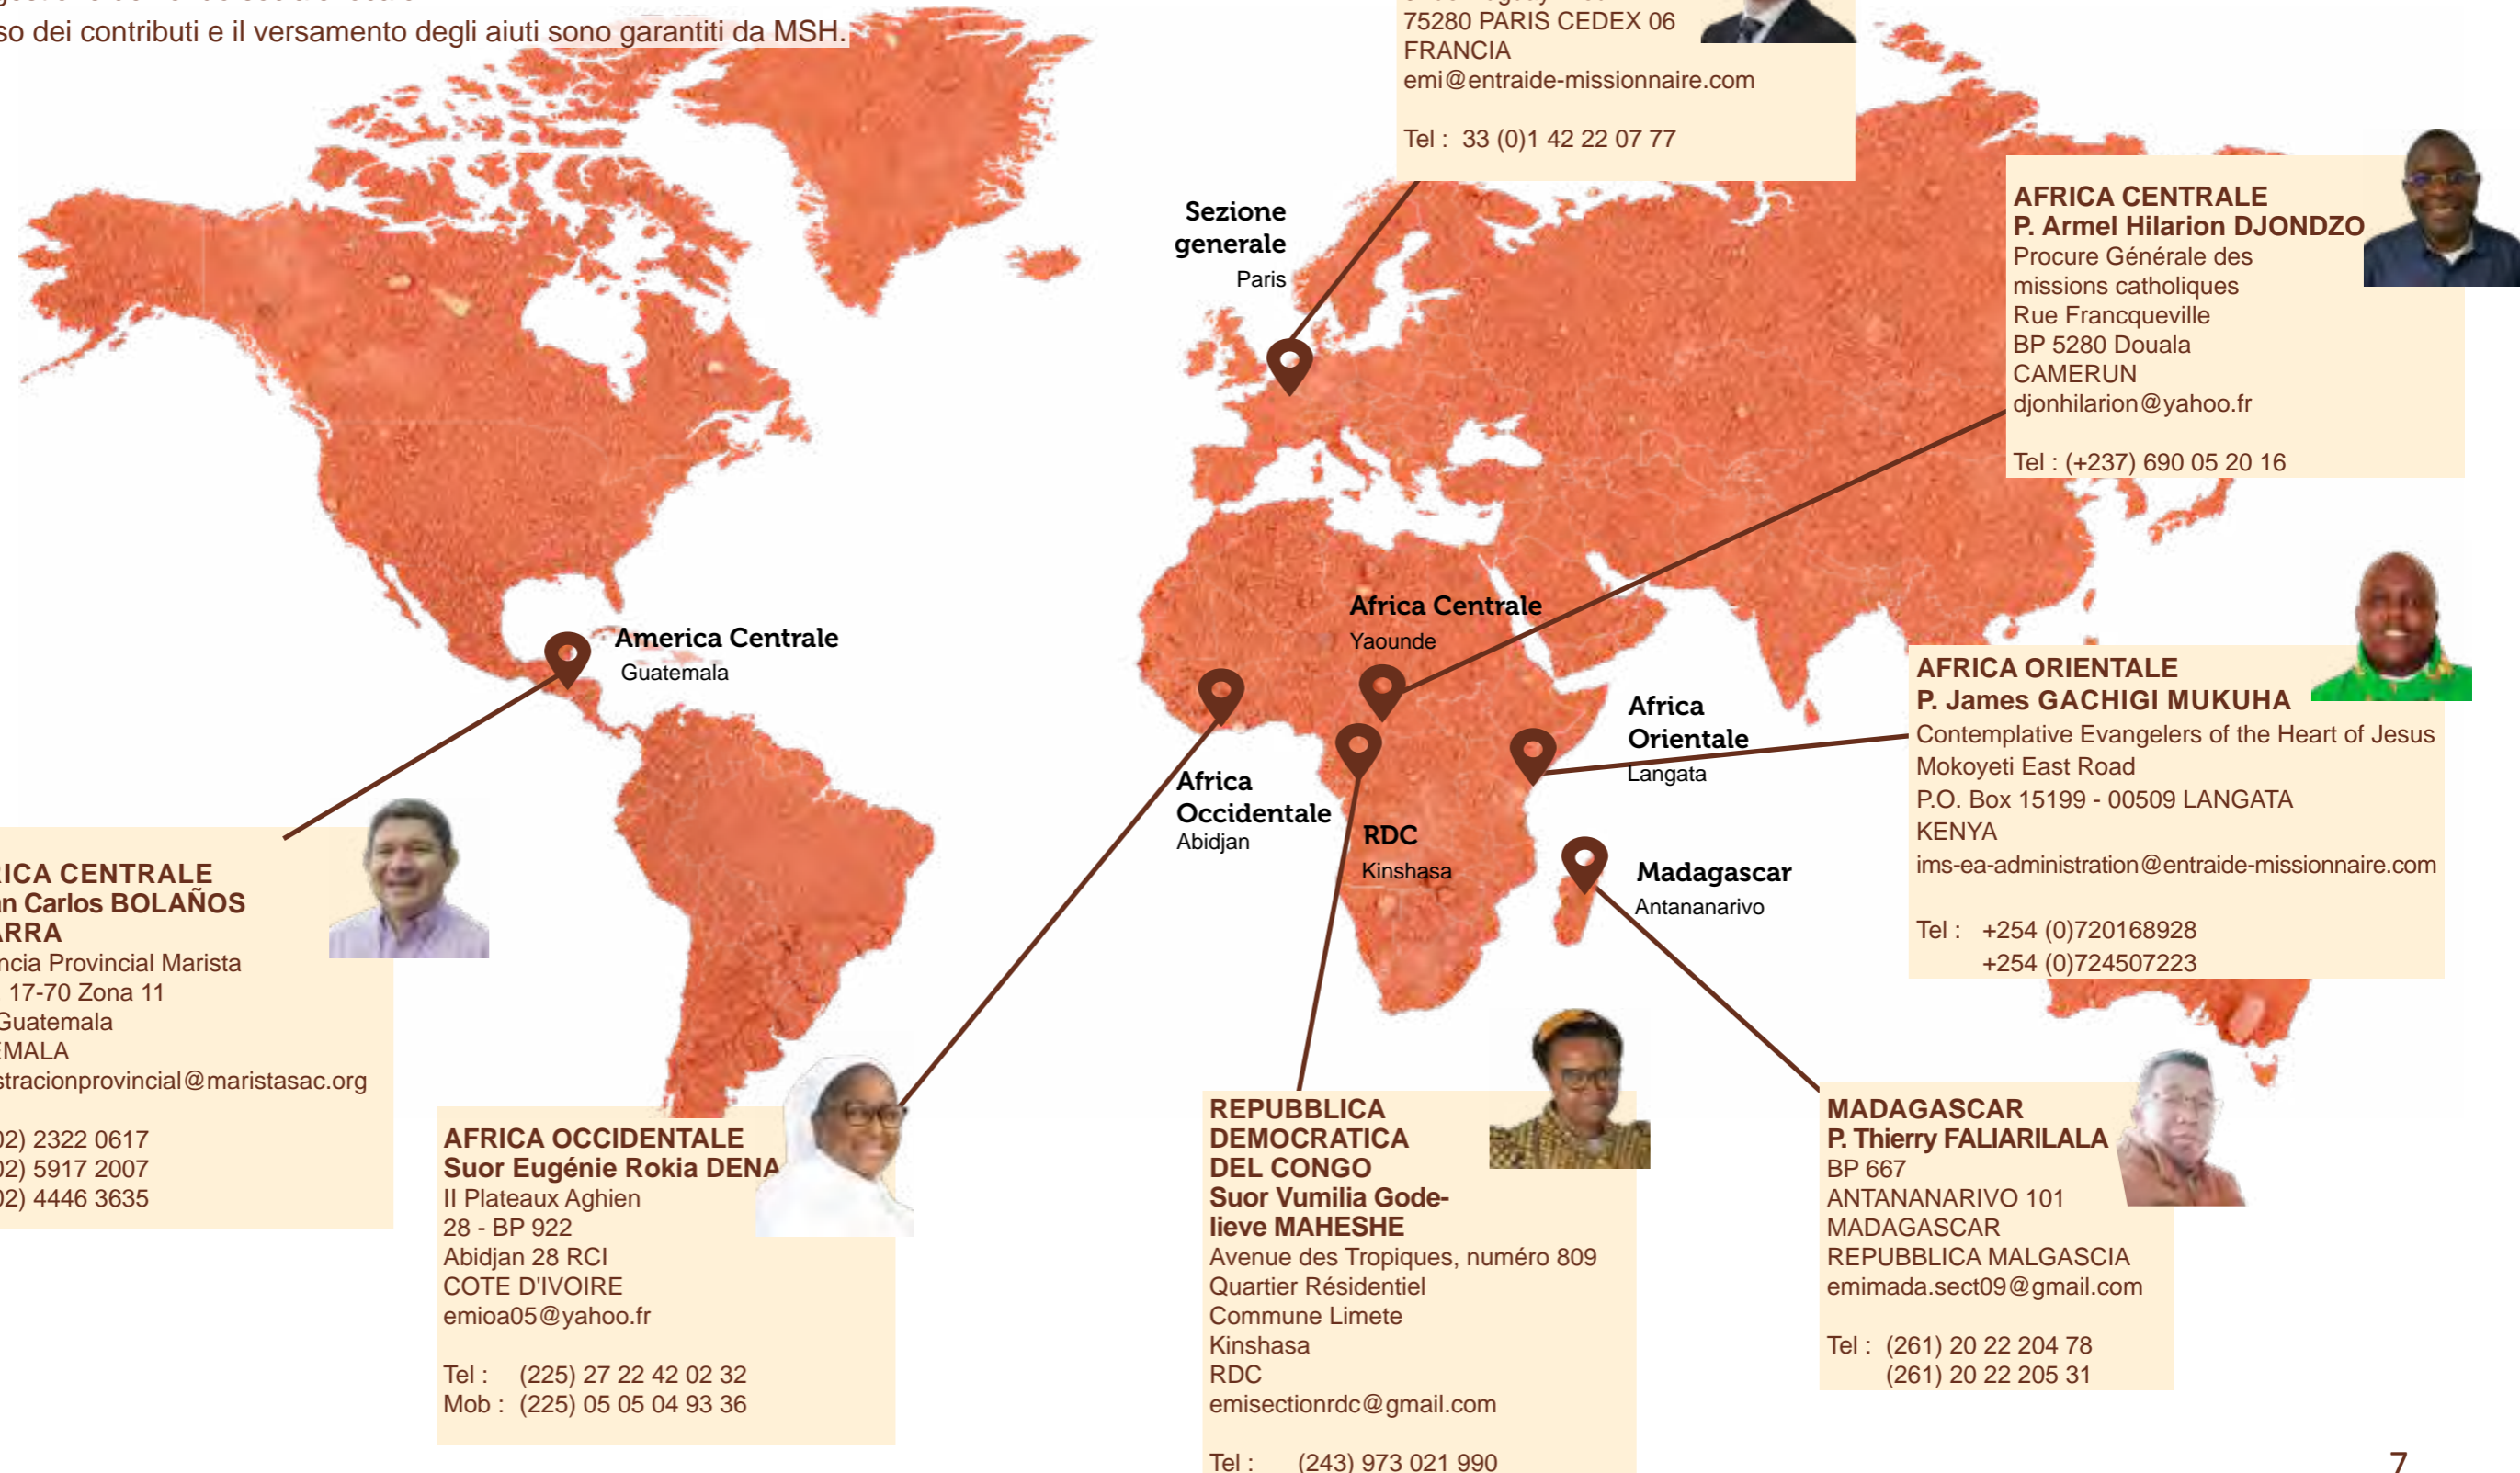 so dei contributi e il versamento degli aiuti sono garantiti da MSH.
75280 PARIS CEDEX 06
FRANCIA
emi@entraide-missionnaire.com
Tel : 33 (0)1 42 22 07 77
Sezione
generale
Paris
AFRICA CENTRALE
P. Armel Hilarion DJONDZO
Procure Générale des
missions catholiques
Rue Francqueville
BP 5280 Douala
CAMERUN
djonhilarion@yahoo.fr
Tel : (+237) 690 05 20 16
America Centrale
Guatemala
Africa Centrale
Yaounde
Africa
Orientale
Langata
Africa
Occidentale
Abidjan
RDC
Kinshasa
Madagascar
Antananarivo
AFRICA ORIENTALE
P. James GACHIGI MUKUHA
Contemplative Evangelers of the Heart of Jesus
Mokoyeti East Road
P.O. Box 15199 - 00509 LANGATA
KENYA
ims-ea-administration@entraide-missionnaire.com
Tel : +254 (0)720168928
+254 (0)724507223
RICA CENTRALE
an Carlos BOLAÑOS
ARRA
ncia Provincial Marista
17-70 Zona 11
Guatemala
EMALA
stracionprovincial@maristasac.org
02) 2322 0617
02) 5917 2007
02) 4446 3635
AFRICA OCCIDENTALE
Suor Eugénie Rokia DENA
II Plateaux Aghien
28 - BP 922
Abidjan 28 RCI
COTE D'IVOIRE
emioa05@yahoo.fr
Tel : (225) 27 22 42 02 32
Mob : (225) 05 05 04 93 36
REPUBBLICA
DEMOCRATICA
DEL CONGO
Suor Vumilia Gode-
lieve MAHESHE
Avenue des Tropiques, numéro 809
Quartier Résidentiel
Commune Limete
Kinshasa
RDC
emisectionrdc@gmail.com
Tel : (243) 973 021 990
MADAGASCAR
P. Thierry FALIARILALA
BP 667
ANTANANARIVO 101
MADAGASCAR
REPUBBLICA MALGASCIA
emimada.sect09@gmail.com
Tel : (261) 20 22 204 78
(261) 20 22 205 31
7